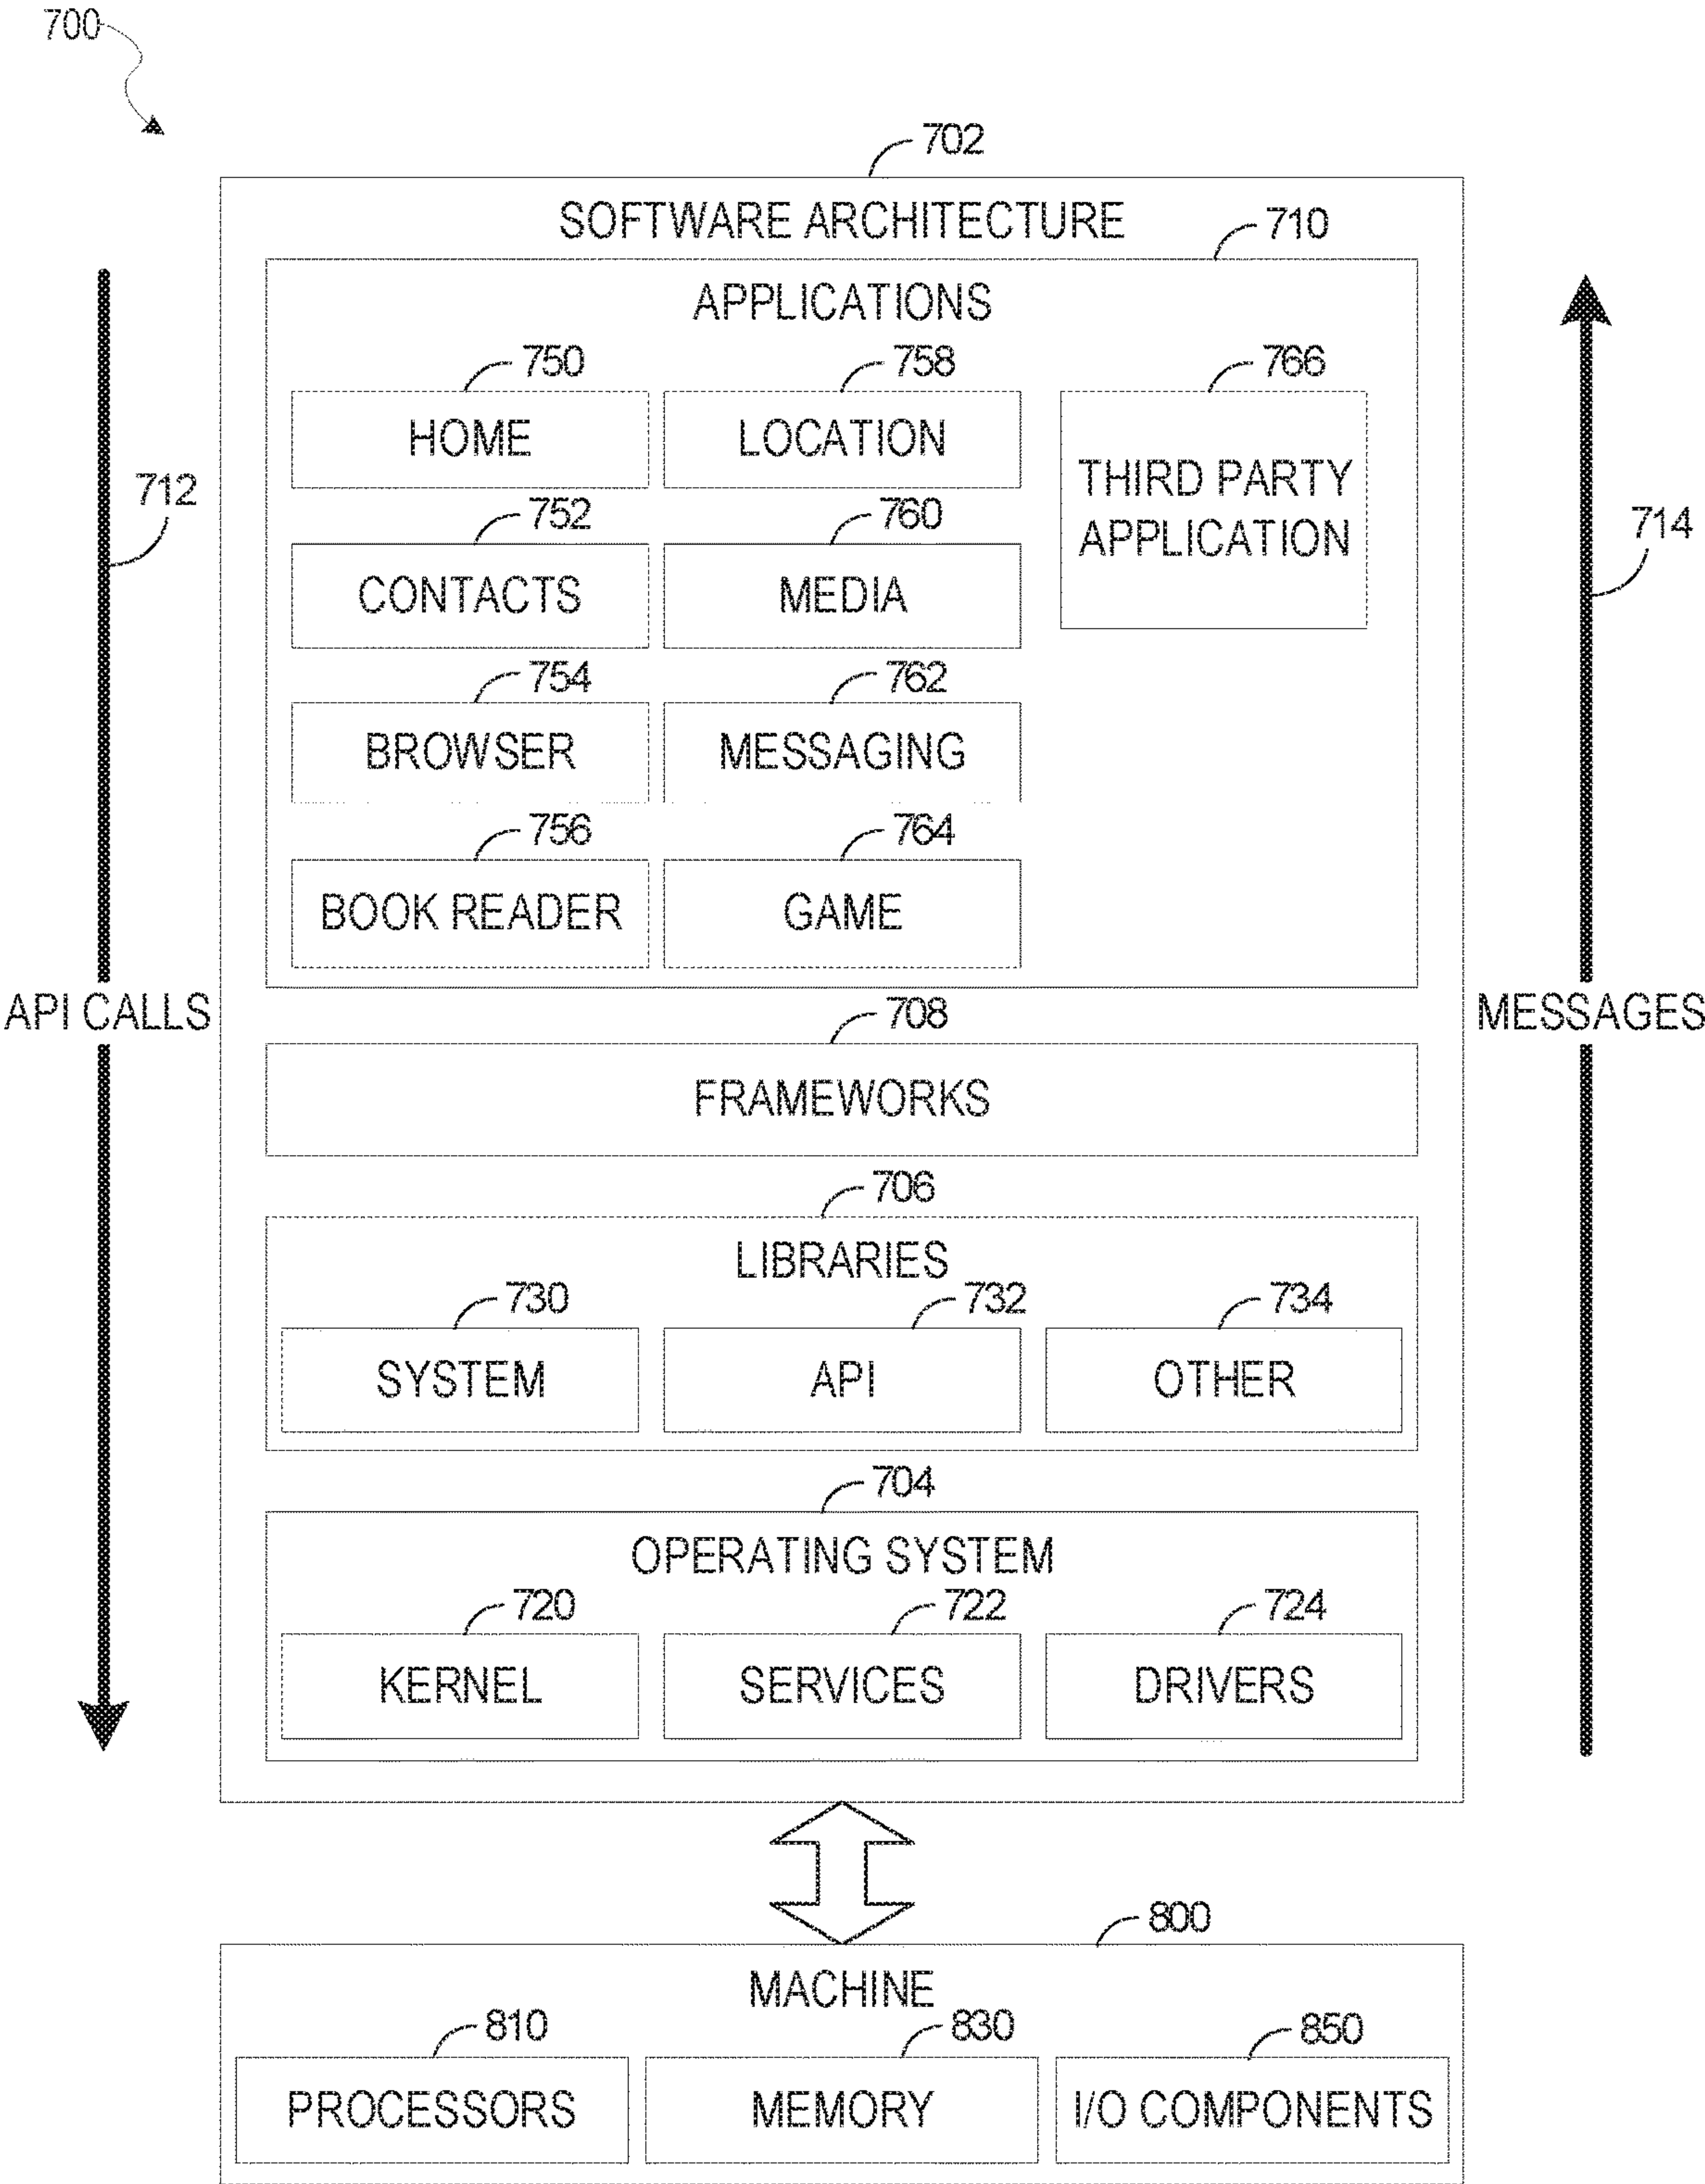 700
702
SOFTWARE ARCHITECTURE
710
APPLICATIONS
750
758
766
HOME
LOCATION
THIRD PARTY
APPLICATION
712
752
760
714
CONTACTS
MEDIA
754
762
BROWSER
MESSAGING
756
764
BOOK READER
GAME
API CALLS
708
MESSAGES
FRAMEWORKS
706
LIBRARIES
730
732
734
SYSTEM
API
OTHER
704
OPERATING SYSTEM
720
722
724
KERNEL
SERVICES
DRIVERS
800
MACHINE
810
830
850
PROCESSORS
MEMORY
I/O COMPONENTS